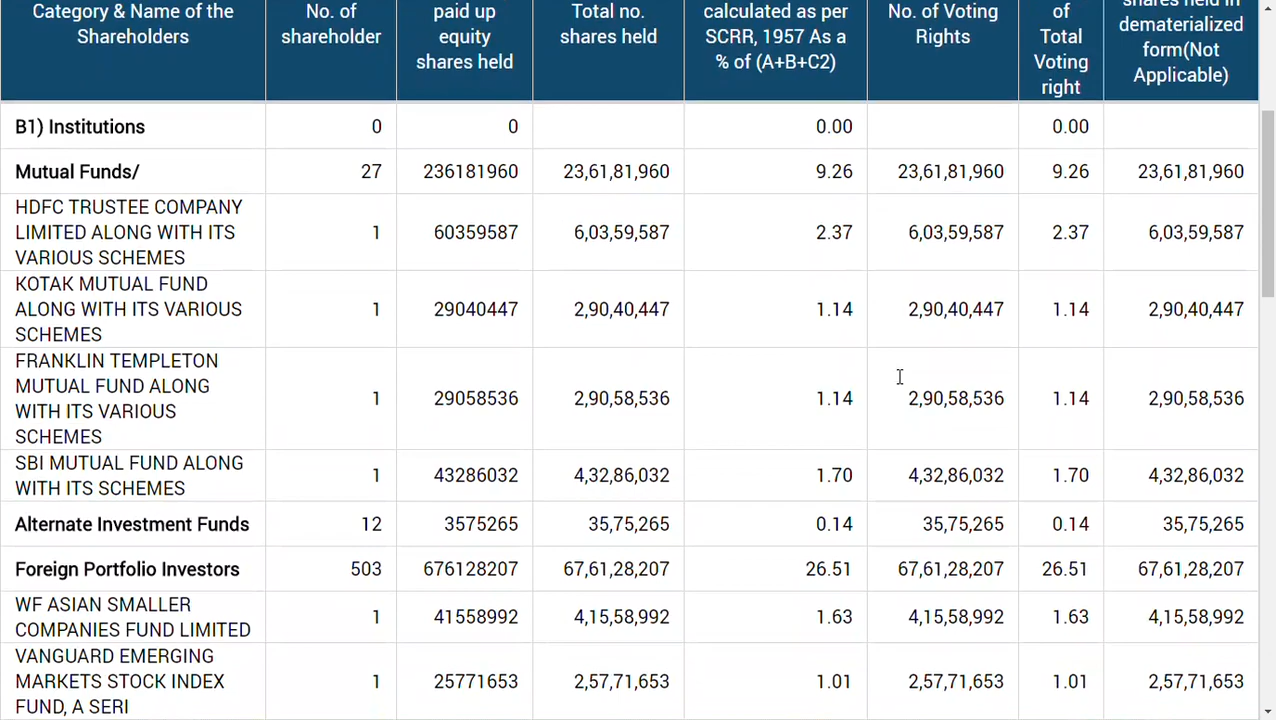 Category & Name of the
Shareholders
No. of
shareholder
paid up
equity
shares held
Total no.
shares held
calculated as per
SCRR, 1957 As a
% of (A+B+C2)
No. of Voting
Rights
of
Total
Voting
right
shares held in
dematerialized
form(Not
Applicable)
B1) Institutions 0 0 0.00 0.00
Mutual Funds/ 27 236181960 23,61,81,960 9.26 23,61,81,960 9.26 23,61,81,960
HDFC TRUSTEE COMPANY
LIMITED ALONG WITH ITS
VARIOUS SCHEMES
1 60359587 6,03,59,587 2.37 6,03,59,587 2.37 6,03,59,587
KOTAK MUTUAL FUND
ALONG WITH ITS VARIOUS
SCHEMES
1 29040447 2,90,40,447 1.14 2,90,40,447 1.14 2,90,40,447
FRANKLIN TEMPLETON
MUTUAL FUND ALONG
WITH ITS VARIOUS
SCHEMES
1 29058536 2,90,58,536 1.14 2,90,58,536 1.14 2,90,58,536
SBI MUTUAL FUND ALONG
WITH ITS SCHEMES
1 43286032 4,32,86,032 1.70 4,32,86,032 1.70 4,32,86,032
Alternate Investment Funds 12 3575265 35,75,265 0.14 35,75,265 0.14 35,75,265
Foreign Portfolio Investors 503 676128207 67,61,28,207 26.51 67,61,28,207 26.51 67,61,28,207
WF ASIAN SMALLER
COMPANIES FUND LIMITED
1 41558992 4,15,58,992 1.63 4,15,58,992 1.63 4,15,58,992
VANGUARD EMERGING
MARKETS STOCK INDEX
FUND, A SERI
1 25771653 2,57,71,653 1.01 2,57,71,653 1.01 2,57,71,653